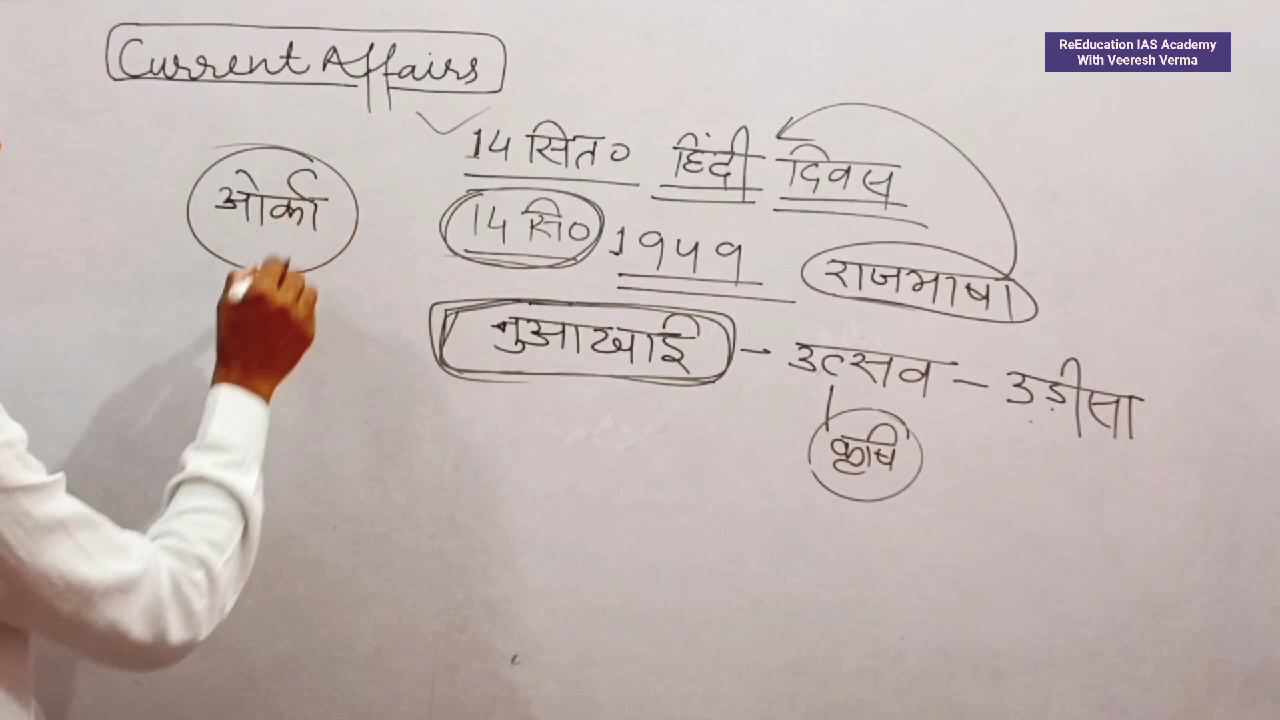 ReEducation IAS Academy
With Veeresh Verma
Current Affairs
14 सित० हिंदी दिवस
ओर्का
14 सि० 1949 राजभाषा
नुआखाई - उत्सव - उड़ीसा
कृषि